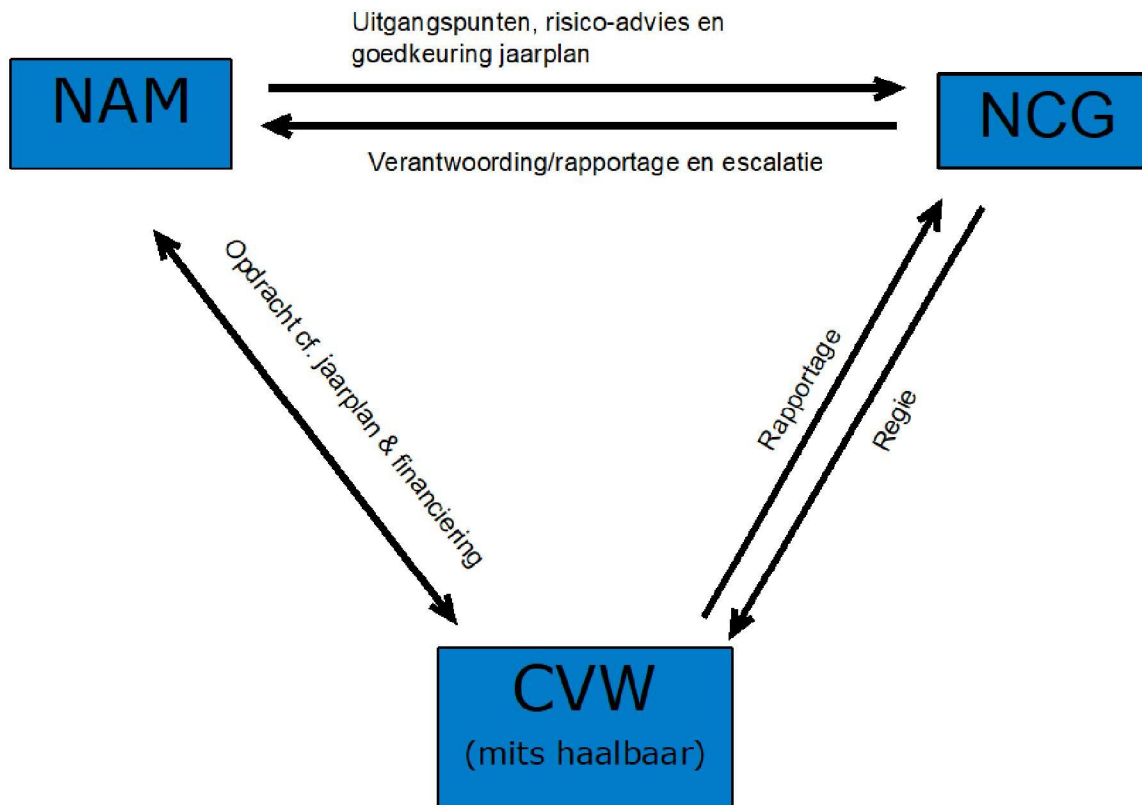 Uitgangspunten, risico-advies en
goedkeuring jaarplan
NAM
NCG
Verantwoording/rapportage en escalatie
Opdracht cf. jaarplan & financiering
Rapportage
Regie
CVW
(mits haalbaar)